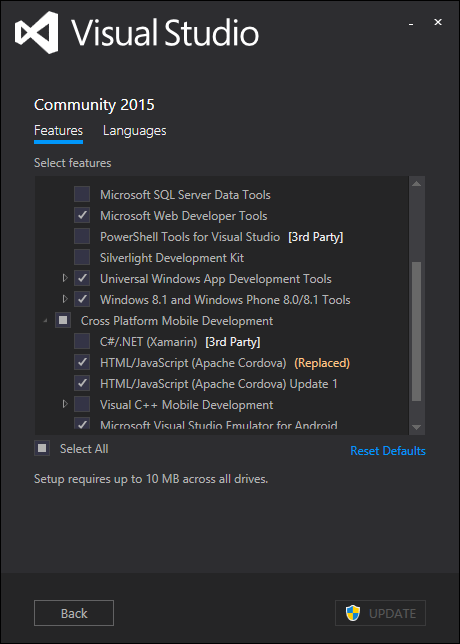 Visual Studio
Community 2015
Features Languages
Select features
Microsoft SQL Server Data Tools
Microsoft Web Developer Tools
PowerShell Tools for Visual Studio [3rd Party]
Silverlight Development Kit
Universal Windows App Development Tools
Windows 8.1 and Windows Phone 8.0/8.1 Tools
Cross Platform Mobile Development
C#/.NET (Xamarin) [3rd Party]
HTML/JavaScript (Apache Cordova) (Replaced)
HTML/JavaScript (Apache Cordova) Update 1
Visual C++ Mobile Development
Microsoft Visual Studio Emulator for Android
Select All Reset Defaults
Setup requires up to 10 MB across all drives.
Back UPDATE